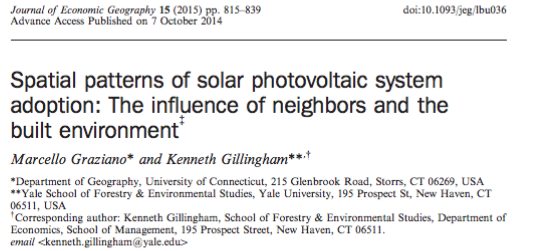 Journal of Economic Geography 15 (2015) pp. 815–839 doi:10.1093/jeg/lbu036
Advance Access Published on 7 October 2014
Spatial patterns of solar photovoltaic system
adoption: The influence of neighbors and the
built environment‡
Marcello Graziano* and Kenneth Gillingham**,†
*Department of Geography, University of Connecticut, 215 Glenbrook Road, Storrs, CT 06269, USA
**Yale School of Forestry & Environmental Studies, Yale University, 195 Prospect St, New Haven, CT
06511, USA
†Corresponding author: Kenneth Gillingham, School of Forestry & Environmental Studies, Department of
Economics, School of Management, 195 Prospect Street, New Haven, CT 06511.
email <kenneth.gillingham@yale.edu>